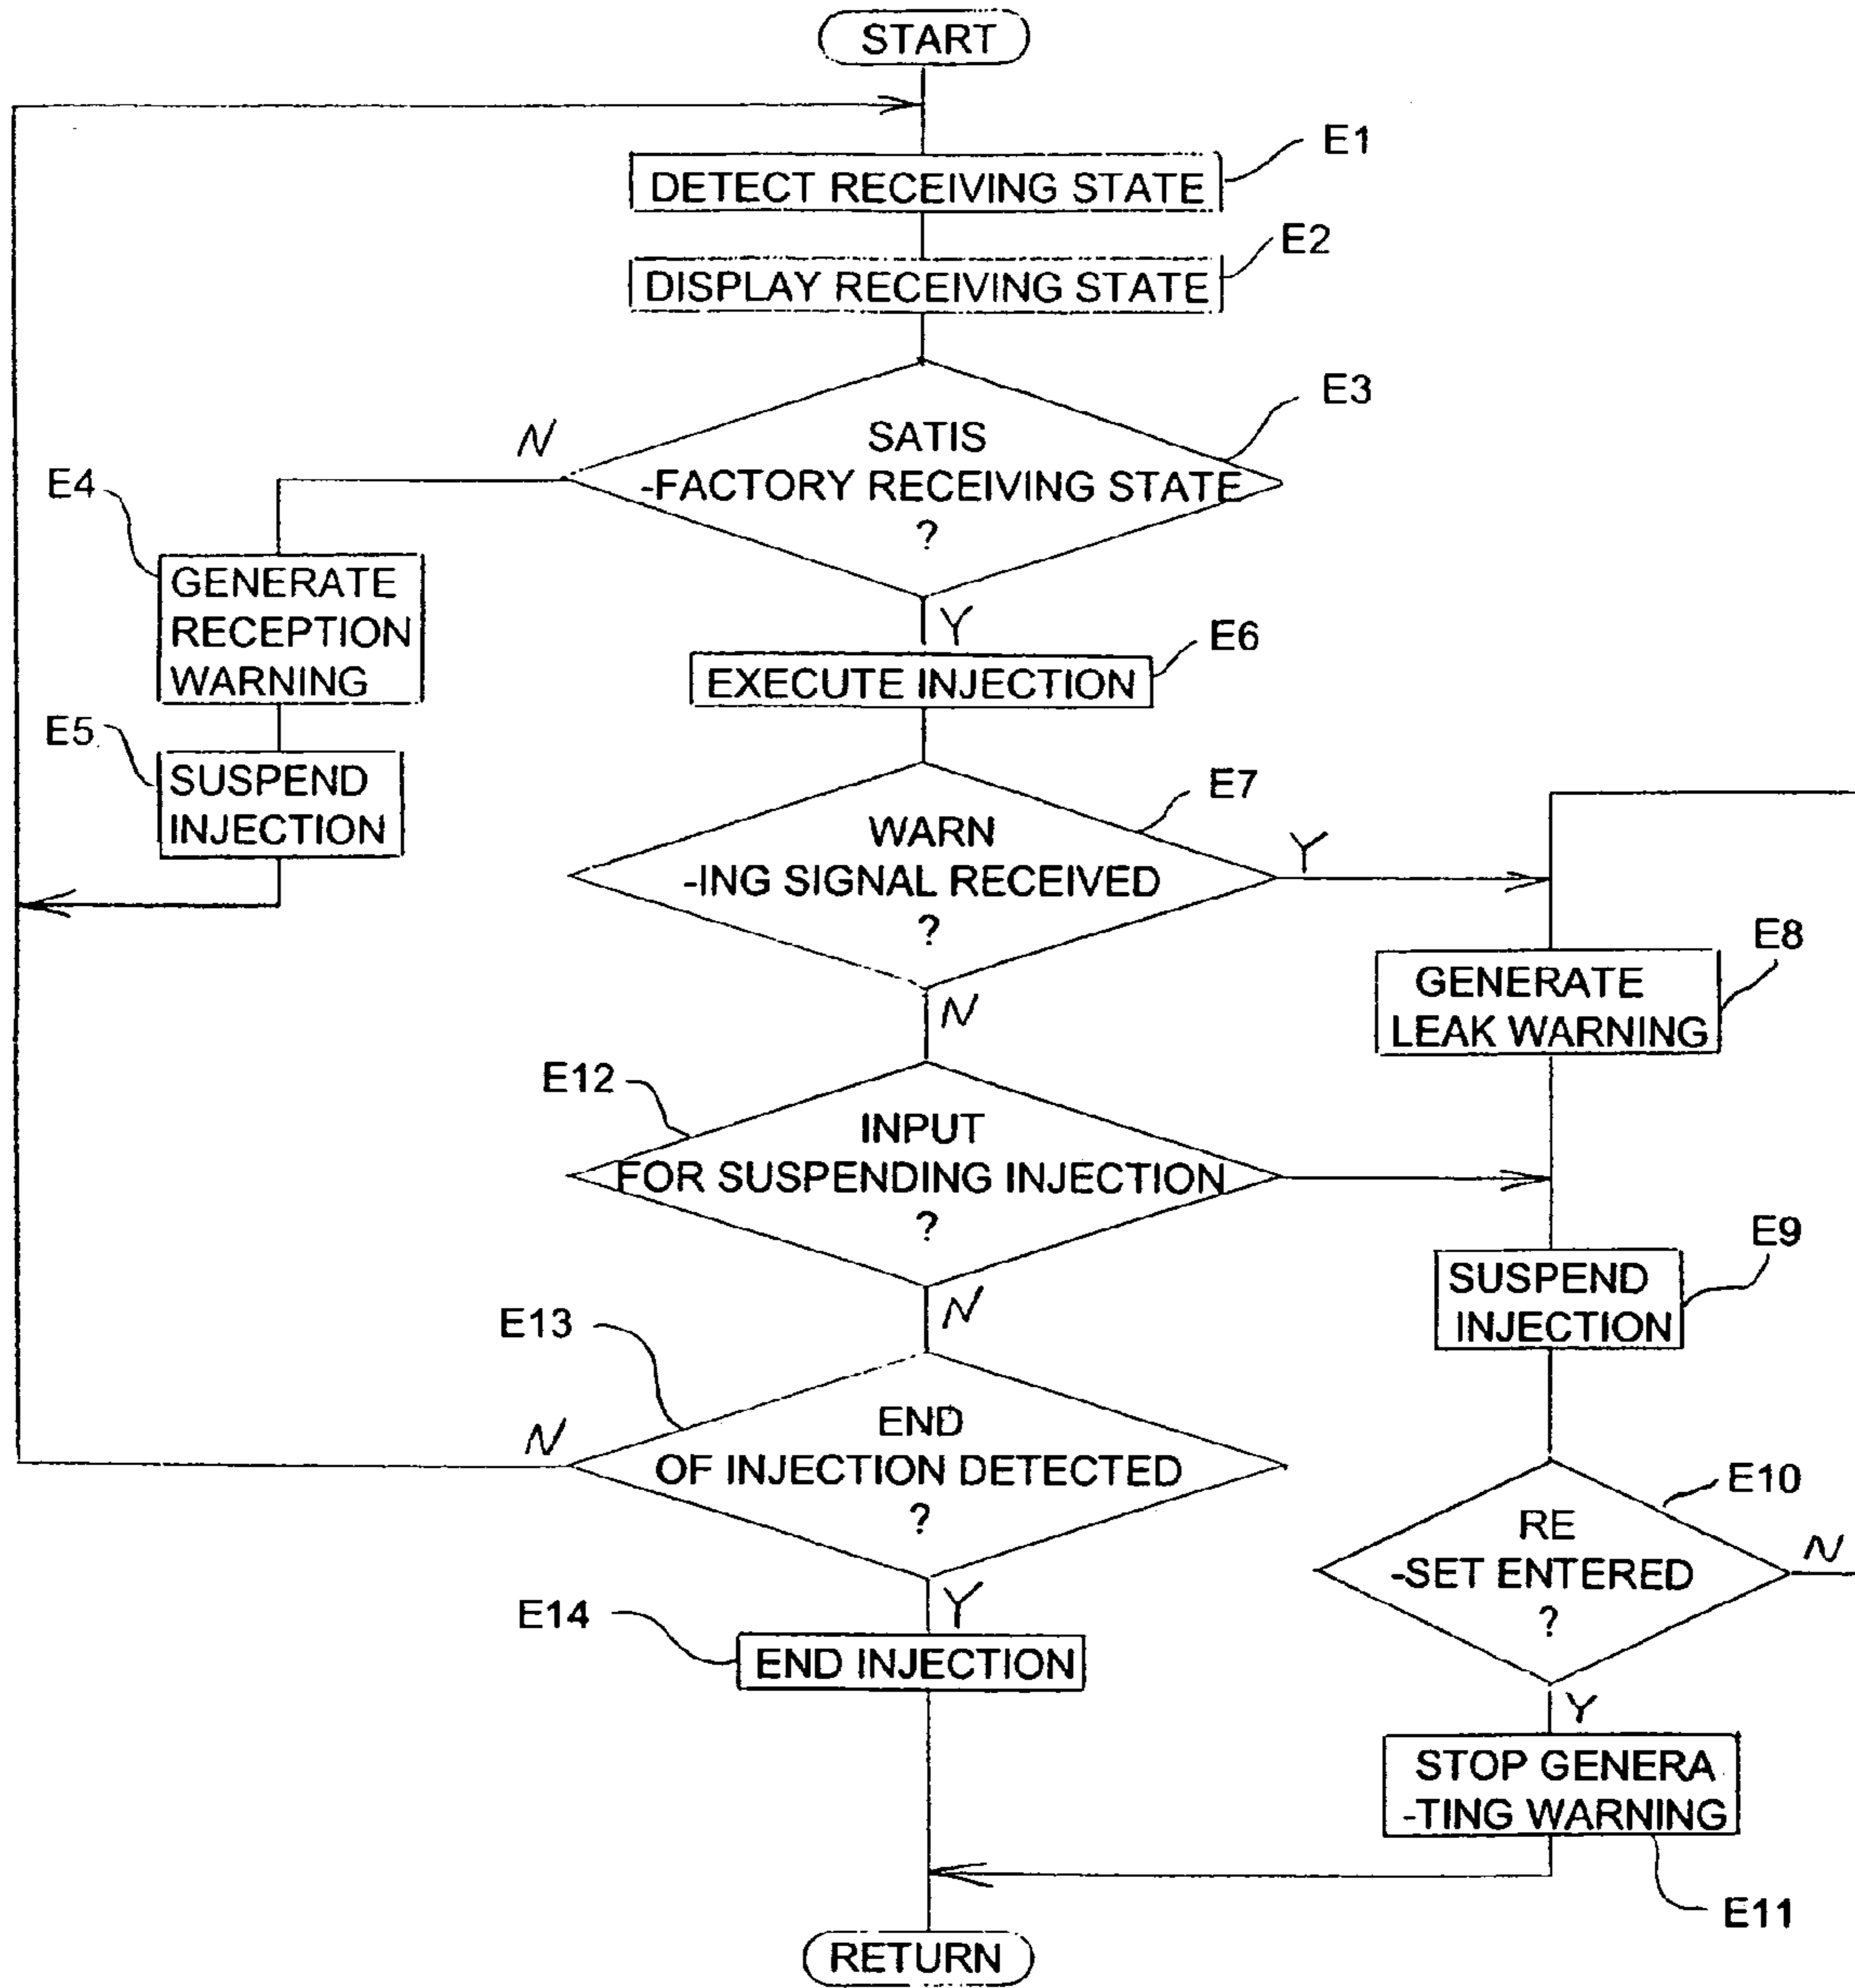 START
E1
DETECT RECEIVING STATE
E2
DISPLAY RECEIVING STATE
E3
SATIS
-FACTORY RECEIVING STATE
?
N
E4
GENERATE
RECEPTION
WARNING
E5
SUSPEND
INJECTION
Y
E6
EXECUTE INJECTION
E7
WARN
-ING SIGNAL RECEIVED
?
Y
E8
GENERATE
LEAK WARNING
N
E12
INPUT
FOR SUSPENDING INJECTION
?
E9
SUSPEND
INJECTION
N
E13
END
OF INJECTION DETECTED
?
N
E10
RE
-SET ENTERED
?
N
Y
E14
END INJECTION
Y
STOP GENERA
-TING WARNING
E11
RETURN